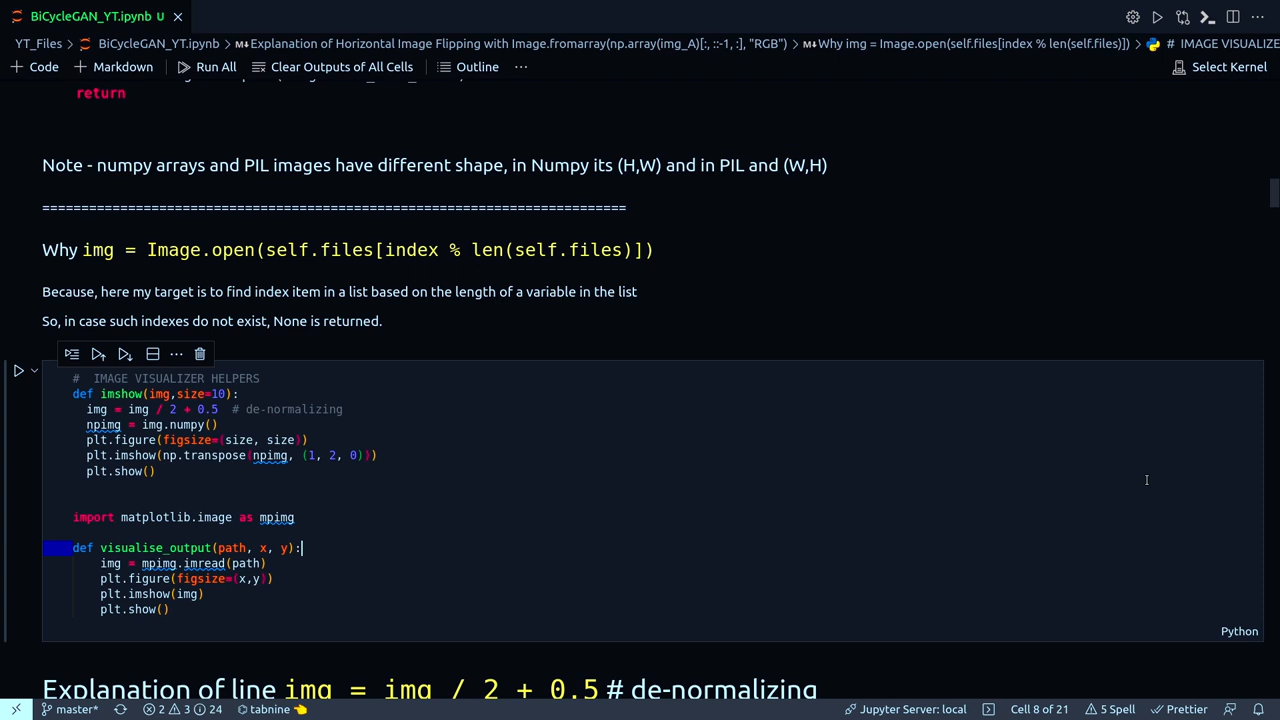 BiCycleGAN_YT.ipynb U
YT_Files > BiCycleGAN_YT.ipynb > Explanation of Horizontal Image Flipping with Image.fromarray(np.array(img_A)[:, ::-1, :], "RGB") > Why img = Image.open(self.files[index % len(self.files)]) > # IMAGE VISUALIZE
+ Code + Markdown Run All Clear Outputs of All Cells Outline ... Select Kernel
return
Note - numpy arrays and PIL images have different shape, in Numpy its (H,W) and in PIL and (W,H)
===========================================================================
Why img = Image.open(self.files[index % len(self.files)])
Because, here my target is to find index item in a list based on the length of a variable in the list
So, in case such indexes do not exist, None is returned.
# IMAGE VISUALIZER HELPERS
def imshow(img,size=10):
img = img / 2 + 0.5 # de-normalizing
npimg = img.numpy()
plt.figure(figsize=(size, size))
plt.imshow(np.transpose(npimg, (1, 2, 0)))
plt.show()
import matplotlib.image as mpimg
def visualise_output(path, x, y):
img = mpimg.imread(path)
plt.figure(figsize=(x,y))
plt.imshow(img)
plt.show()
Python
Explanation of line img = img / 2 + 0.5 # de-normalizing
master* 2 3 24 tabnine Jupyter Server: local Cell 8 of 21 5 Spell Prettier